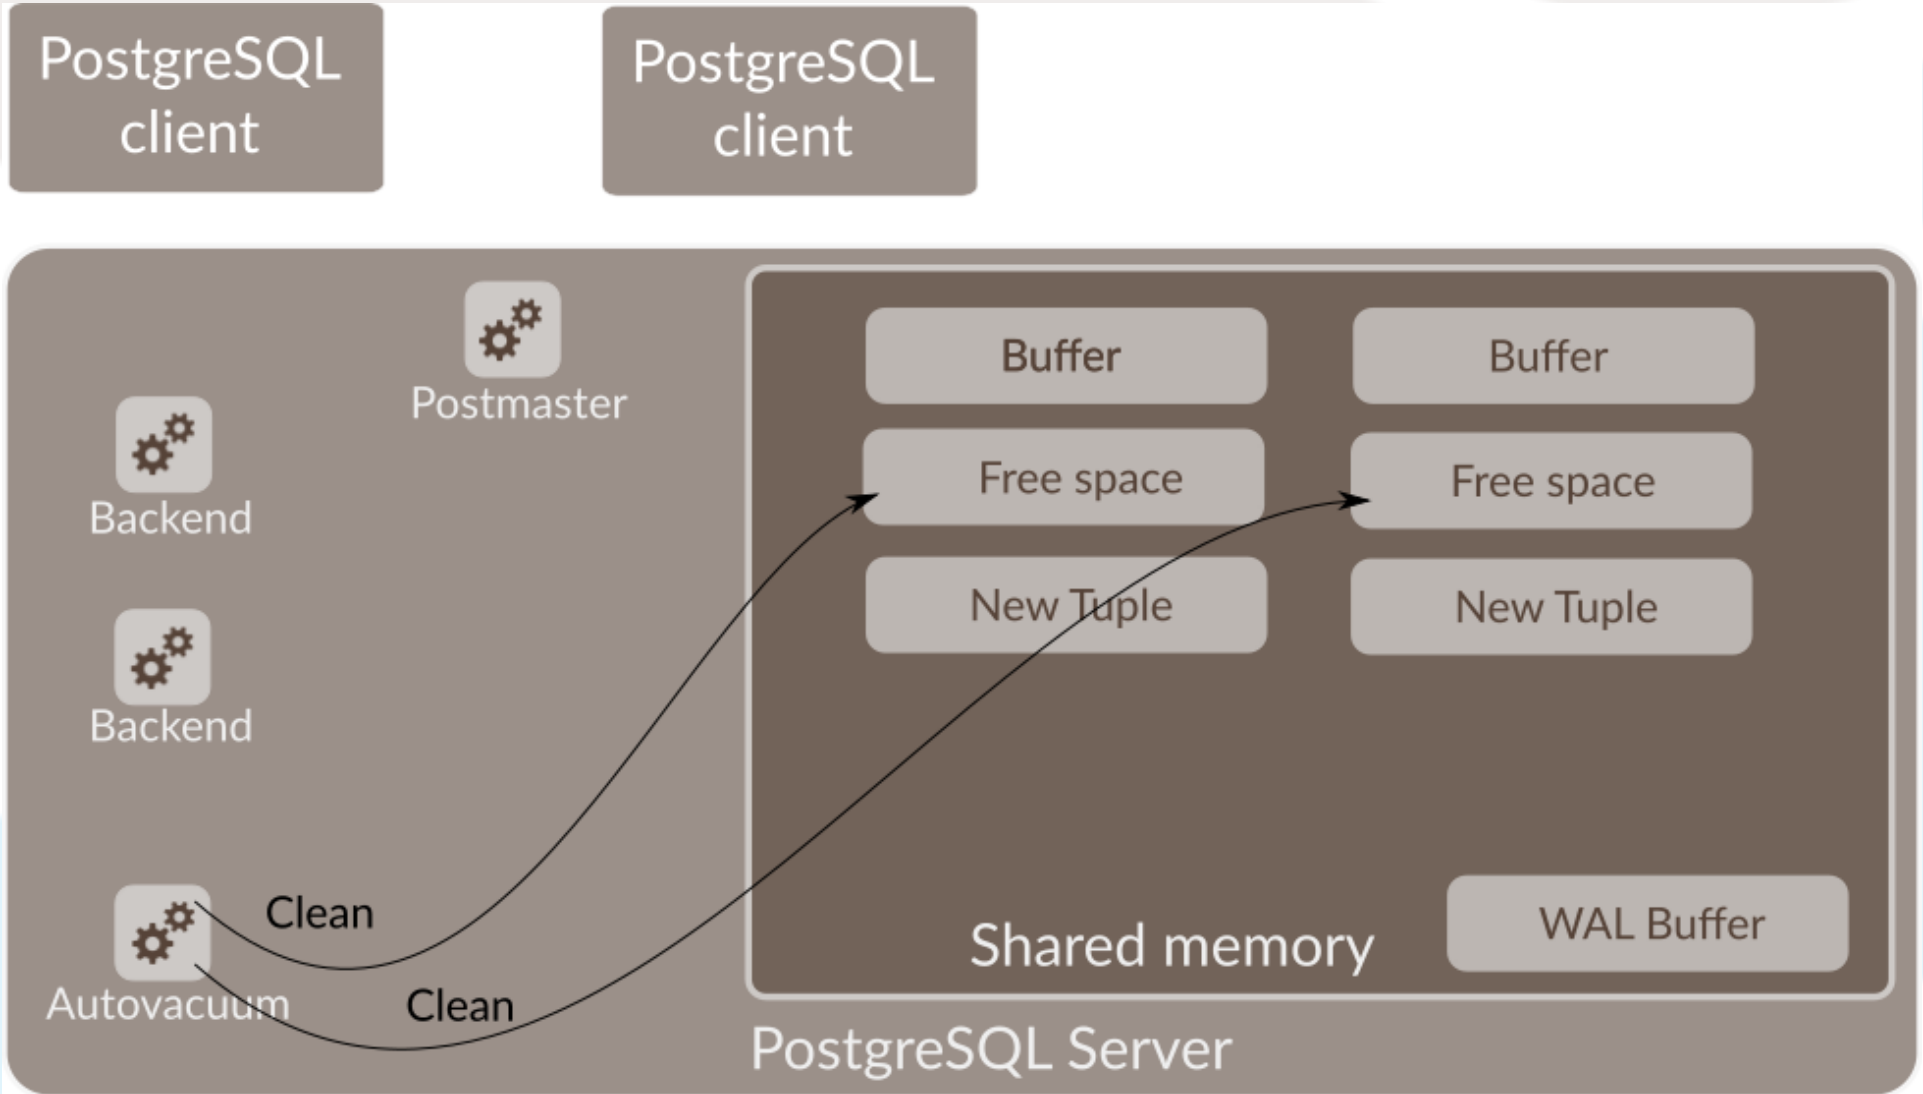 PostgreSQL
client
PostgreSQL
client
Postmaster
Backend
Backend
Autovacuum
Clean
Clean
Buffer
Buffer
Free space
Free space
New Tuple
New Tuple
WAL Buffer
Shared memory
PostgreSQL Server